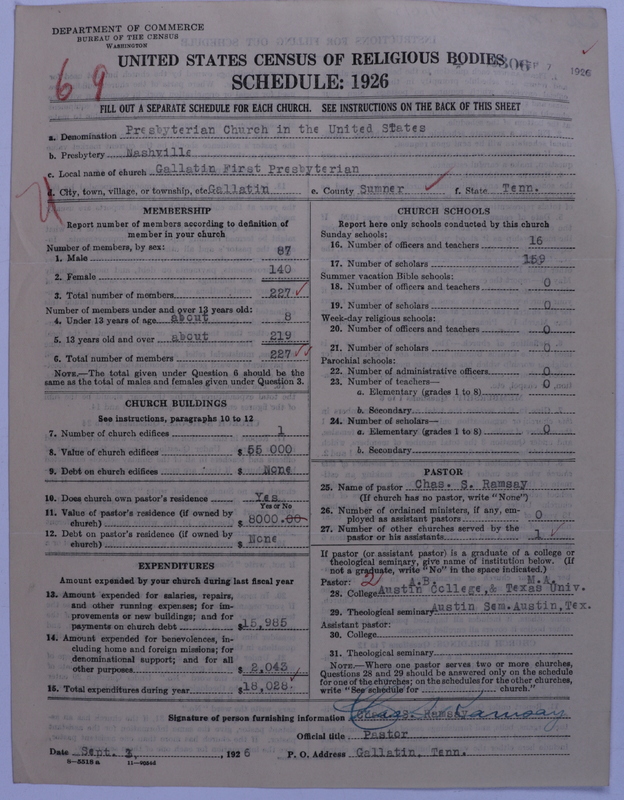 DEPARTMENT OF COMMERCE
BUREAU OF THE CENSUS
WASHINGTON
UNITED STATES CENSUS OF RELIGIOUS BODIES
SCHEDULE: 1926
69
7 1926
FILL OUT A SEPARATE SCHEDULE FOR EACH CHURCH. SEE INSTRUCTIONS ON THE BACK OF THIS SHEET
a. Denomination Presbyterian Church in the United States
b. Presbytery Nashville
c. Local name of church Gallatin First Presbyterian
d. City, town, village, or township, etc. Gallatin e. County Sumner f. State Tenn.
MEMBERSHIP
Report number of members according to definition of
member in your church
Number of members, by sex:
1. Male 87
2. Female 140
3. Total number of members 227
Number of members under and over 13 years old:
4. Under 13 years of age about 8
5. 13 years old and over about 219
6. Total number of members 227
NOTE.—The total given under Question 6 should be the
same as the total of males and females given under Question 3.
CHURCH BUILDINGS
See instructions, paragraphs 10 to 12
7. Number of church edifices 1
8. Value of church edifices $ 55 000
9. Debt on church edifices $ None
10. Does church own pastor's residence Yes
Yes or No
11. Value of pastor's residence (if owned by
church) $ 8000.00
12. Debt on pastor's residence (if owned by
church) $ None
EXPENDITURES
Amount expended by your church during last fiscal year
13. Amount expended for salaries, repairs,
and other running expenses; for im-
provements or new buildings; and for
payments on church debt $15,985
14. Amount expended for benevolences, in-
cluding home and foreign missions; for
denominational support; and for all
other purposes $ 2,043
15. Total expenditures during year $18,028.
CHURCH SCHOOLS
Report here only schools conducted by this church
Sunday schools:
16. Number of officers and teachers 16
17. Number of scholars 159
Summer vacation Bible schools:
18. Number of officers and teachers 0
19. Number of scholars 0
Week-day religious schools:
20. Number of officers and teachers 0
21. Number of scholars 0
Parochial schools:
22. Number of administrative officers 0
23. Number of teachers— 0
a. Elementary (grades 1 to 8)
b. Secondary
24. Number of scholars—
a. Elementary (grades 1 to 8) 0
b. Secondary
PASTOR
25. Name of pastor Chas. S. Ramsay
(If church has no pastor, write "None")
26. Number of ordained ministers, if any, em-
ployed as assistant pastors 0
27. Number of other churches served by the
pastor or his assistants 1
If pastor (or assistant pastor) is a graduate of a college or
theological seminary, give name of institution below. (If
not a graduate, write "No" in the space indicated.)
Pastor: 2 A.B. M.A.
28. College Austin College,& Texas Univ.
29. Theological seminary Austin Sem.Austin,Tex.
Assistant pastor:
30. College
31. Theological seminary
NOTE.—Where one pastor serves two or more churches,
Questions 28 and 29 should be answered only on the schedule
for one of the churches; on the schedules for the other churches,
write "See schedule for church."
Signature of person furnishing information Chas. S. Ramsay
Official title Pastor
Date Sept. , 1926 P. O. Address Gallatin, Tenn.
8—5518 a